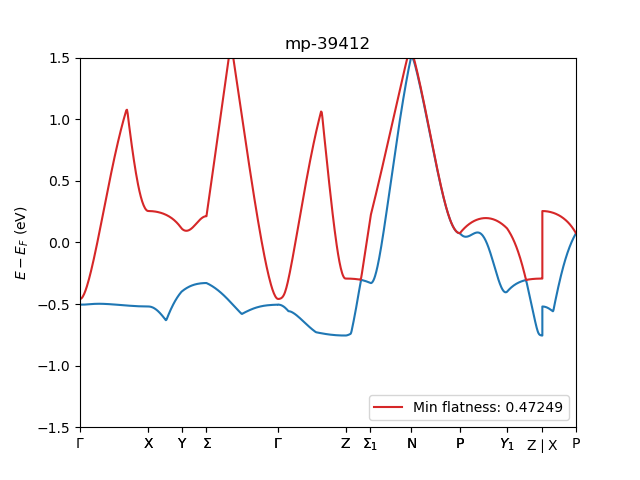 mp-39412
E − E_F (eV)
1.5
1.0
0.5
0.0
−0.5
−1.0
−1.5
Min flatness: 0.47249
Γ X Y Σ Γ Z Σ₁ N P Y₁ Z | X P